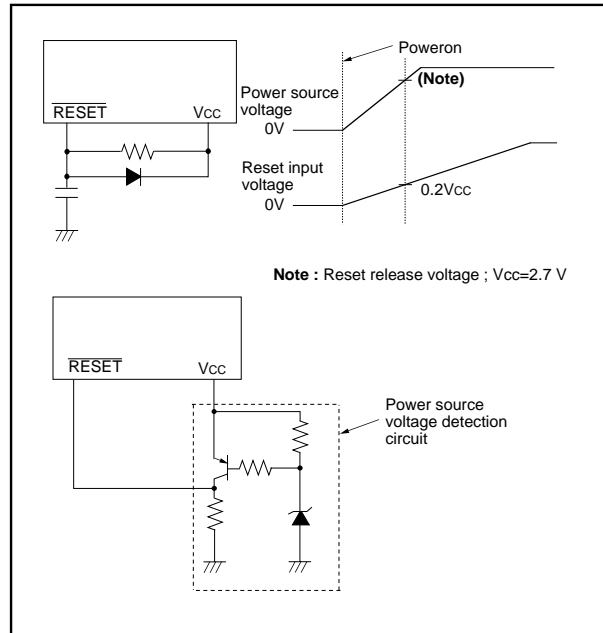 Poweron
(Note)
Power source
voltage
0V
RESET
VCC
Reset input
voltage
0V
0.2VCC
Note : Reset release voltage ; Vcc=2.7 V
RESET
VCC
Power source
voltage detection
circuit